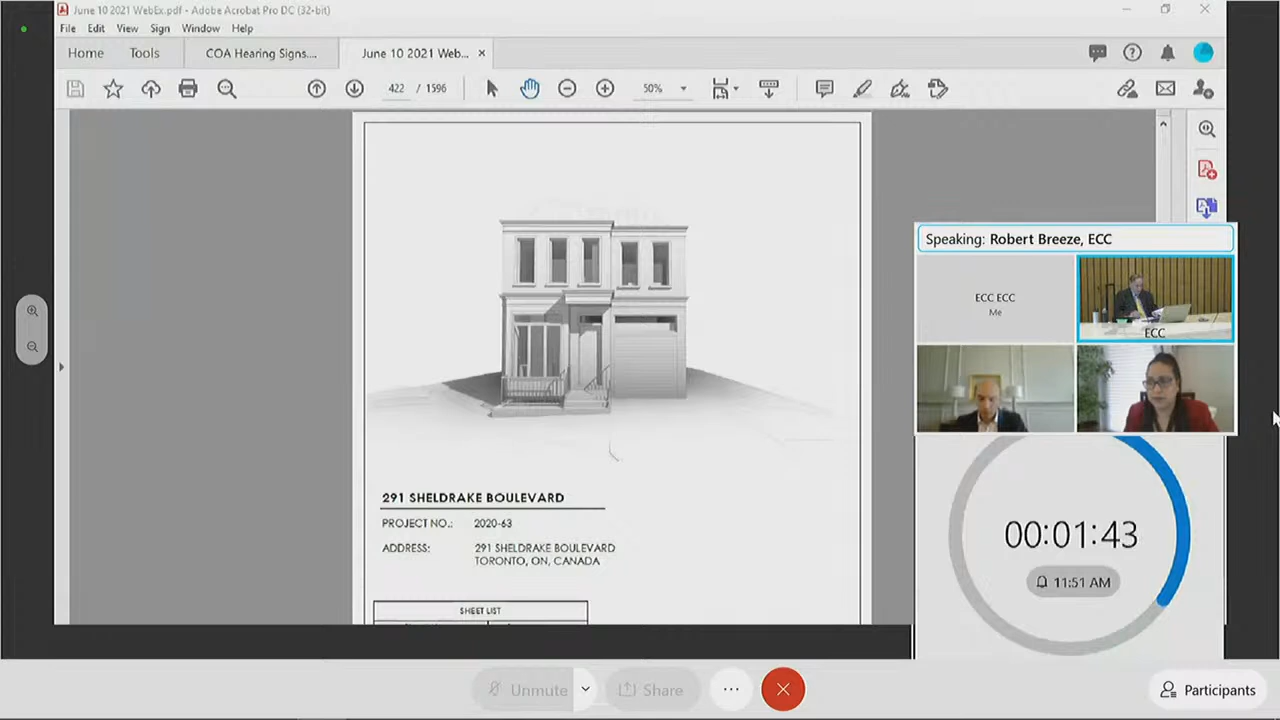 June 10 2021 WebEx.pdf - Adobe Acrobat Pro DC (32-bit)
File Edit View Sign Window Help
Home Tools COA Hearing Signs.... June 10 2021 Web... ×
422 / 1596 50%
Speaking: Robert Breeze, ECC
ECC ECC
Me
ECC
291 SHELDRAKE BOULEVARD
PROJECT NO.: 2020-63
ADDRESS: 291 SHELDRAKE BOULEVARD
TORONTO, ON, CANADA
SHEET LIST
00:01:43
11:51 AM
Unmute Share ... Participants